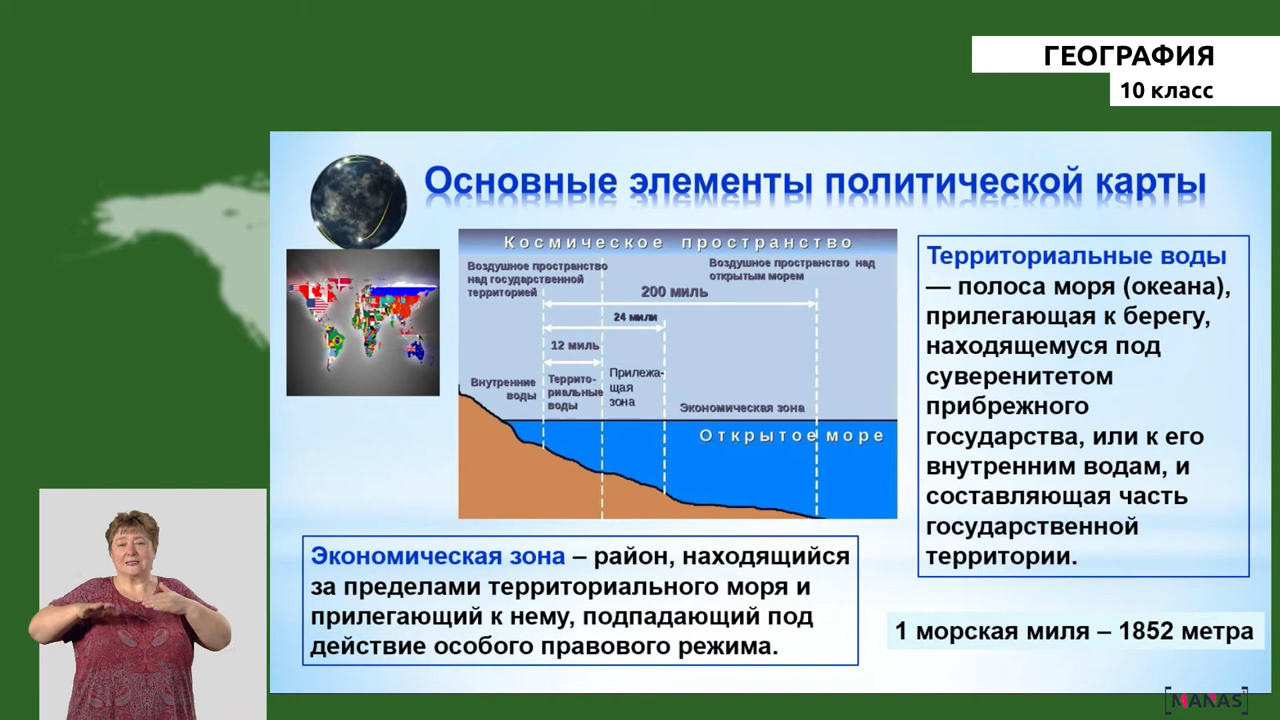 ГЕОГРАФИЯ
10 класс
Основные элементы политической карты
Космическое пространство
Воздушное пространство
над государственной
территорией
Воздушное пространство над
открытым морем
200 миль
24 мили
12 миль
Внутренние
воды
Террито-
риальные
воды
Прилежа-
щая
зона
Экономическая зона
Открытое море
Территориальные воды
— полоса моря (океана),
прилегающая к берегу,
находящемуся под
суверенитетом
прибрежного
государства, или к его
внутренним водам, и
составляющая часть
государственной
территории.
Экономическая зона – район, находящийся
за пределами территориального моря и
прилегающий к нему, подпадающий под
действие особого правового режима.
1 морская миля – 1852 метра
[MANAS]